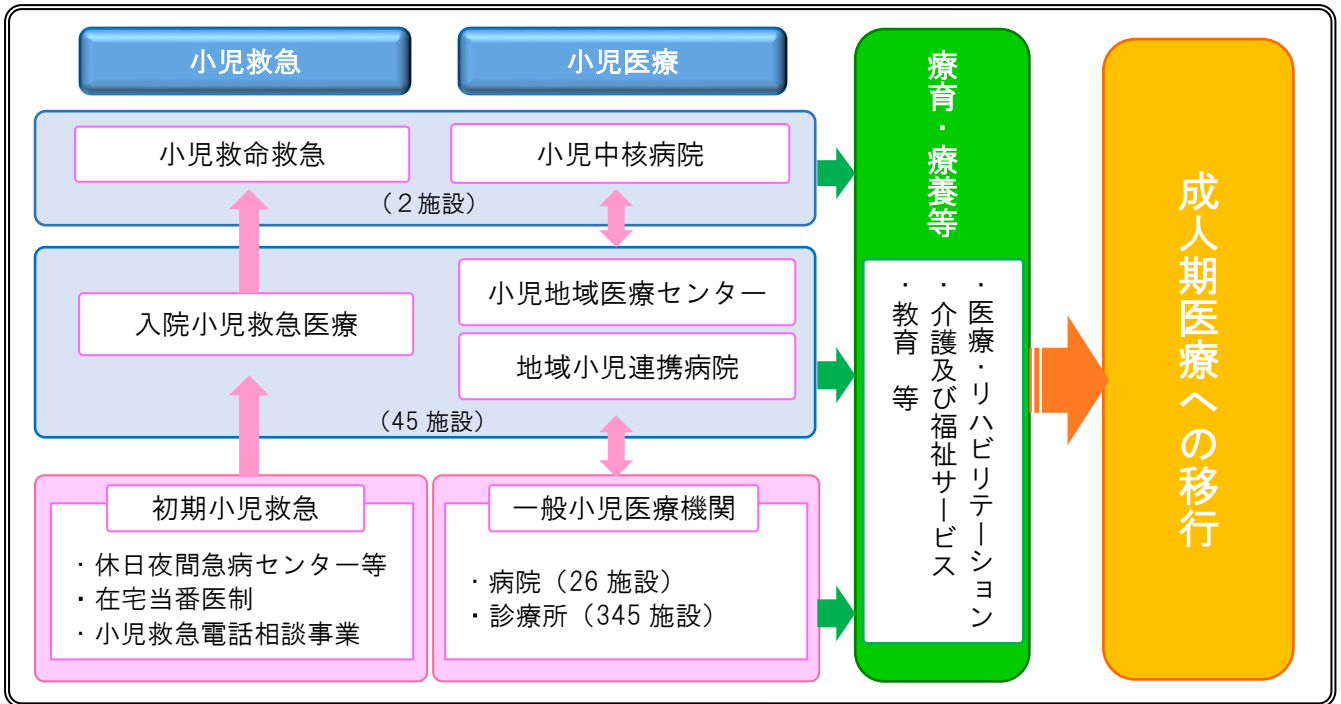 小児救急
小児医療
小児救命救急
小児中核病院
（２施設）
入院小児救急医療
小児地域医療センター
地域小児連携病院
（45 施設）
初期小児救急
・休日夜間急病センター等
・在宅当番医制
・小児救急電話相談事業
一般小児医療機関
・病院（26 施設）
・診療所（345 施設）
療育・療養等
・医療・リハビリテーション
・介護及び福祉サービス
・教育　等
成人期医療への移行